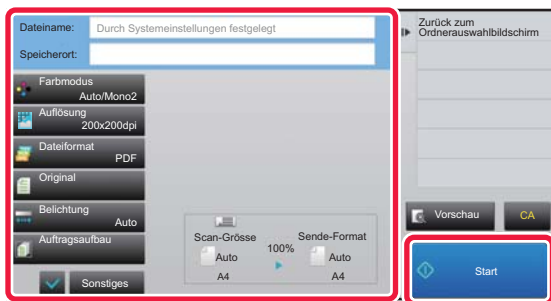 Dateiname:
Durch Systemeinstellungen festgelegt
Speicherort:
Farbmodus
Auto/Mono2
Auflösung
200x200dpi
Dateiformat
PDF
Original
Belichtung
Auto
Auftragsaufbau
Sonstiges
Scan-Grösse
Auto
A4
100%
Sende-Format
Auto
A4
Zurück zum
Ordnerauswahlbildschirm
Vorschau
CA
Start